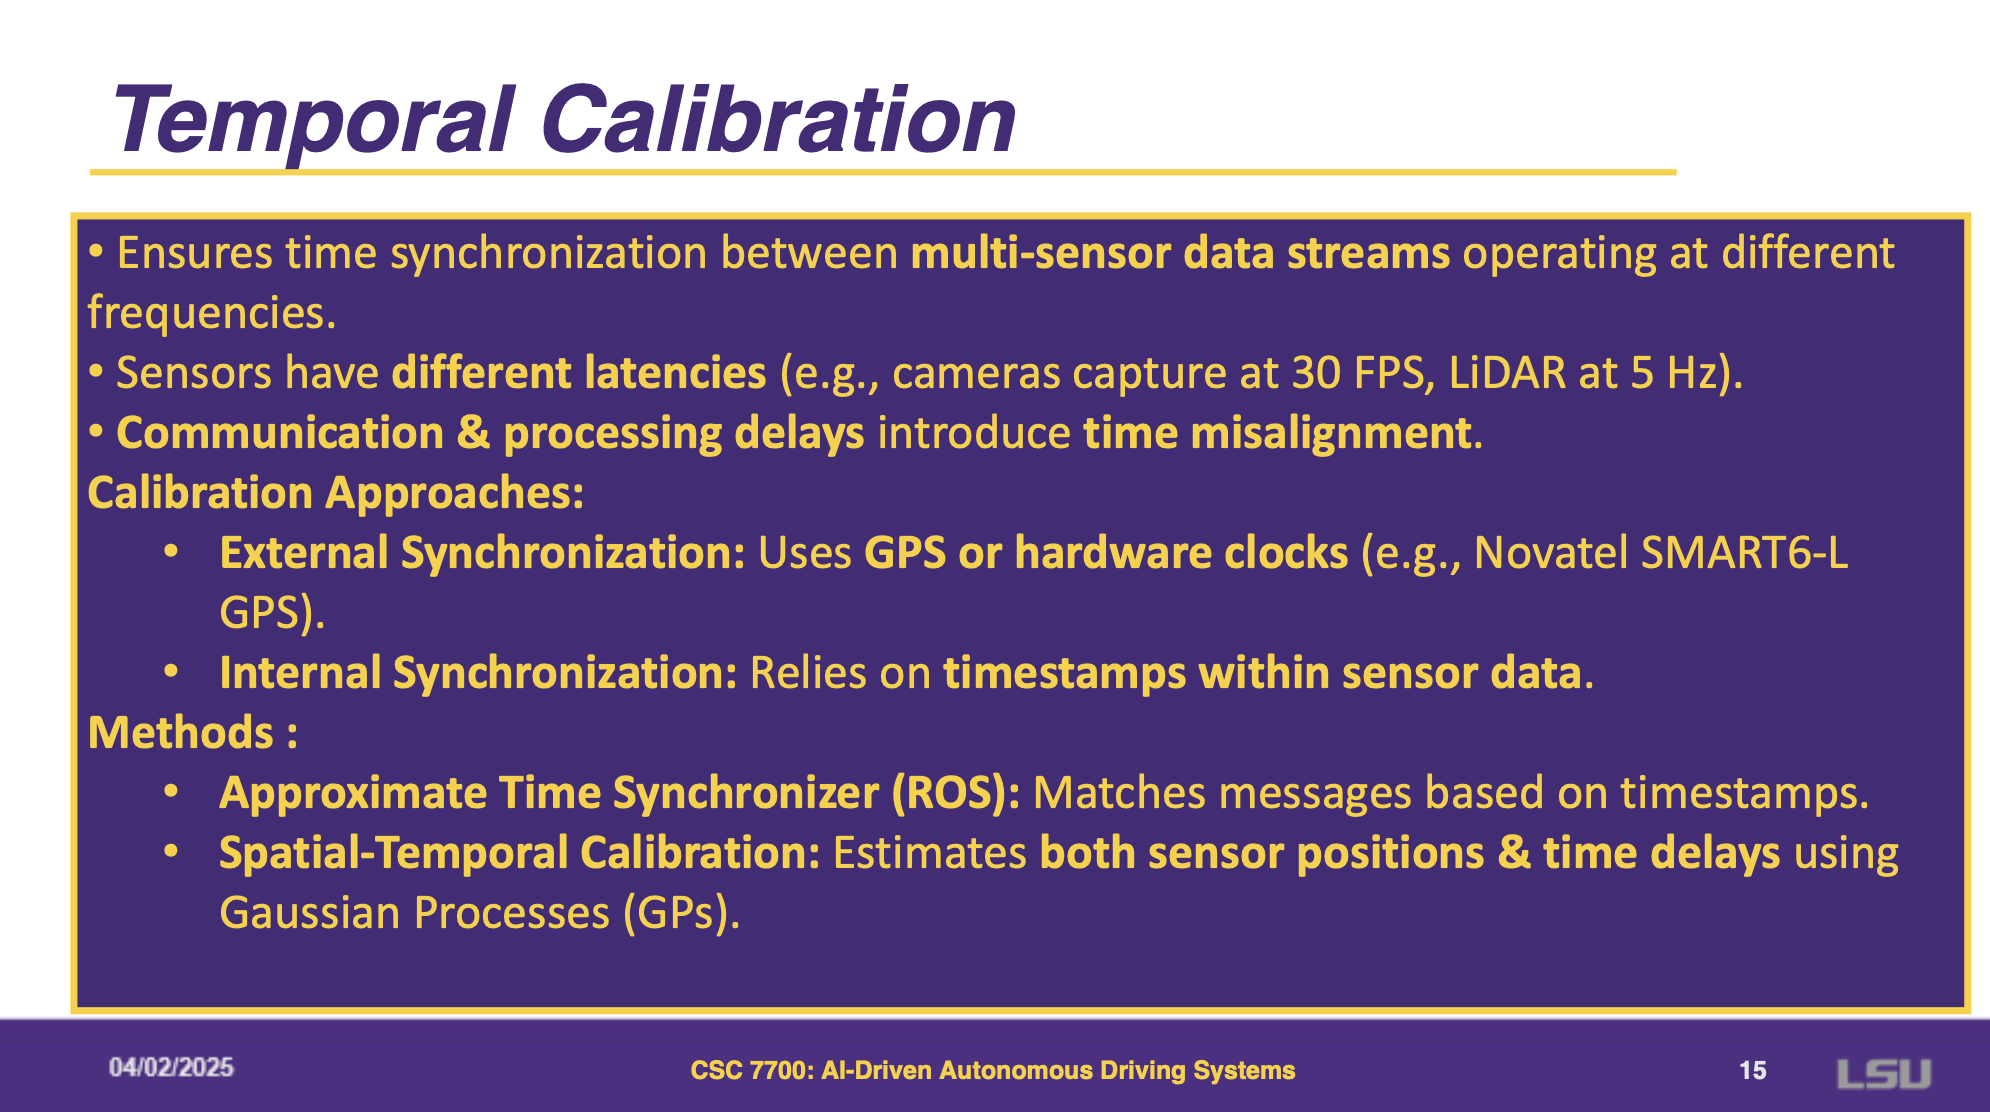 Temporal Calibration
• Ensures time synchronization between multi-sensor data streams operating at different
frequencies.
• Sensors have different latencies (e.g., cameras capture at 30 FPS, LiDAR at 5 Hz).
• Communication & processing delays introduce time misalignment.
Calibration Approaches:
• External Synchronization: Uses GPS or hardware clocks (e.g., Novatel SMART6-L
GPS).
• Internal Synchronization: Relies on timestamps within sensor data.
Methods :
• Approximate Time Synchronizer (ROS): Matches messages based on timestamps.
• Spatial-Temporal Calibration: Estimates both sensor positions & time delays using
Gaussian Processes (GPs).
04/02/2025
CSC 7700: AI-Driven Autonomous Driving Systems
15
LSU